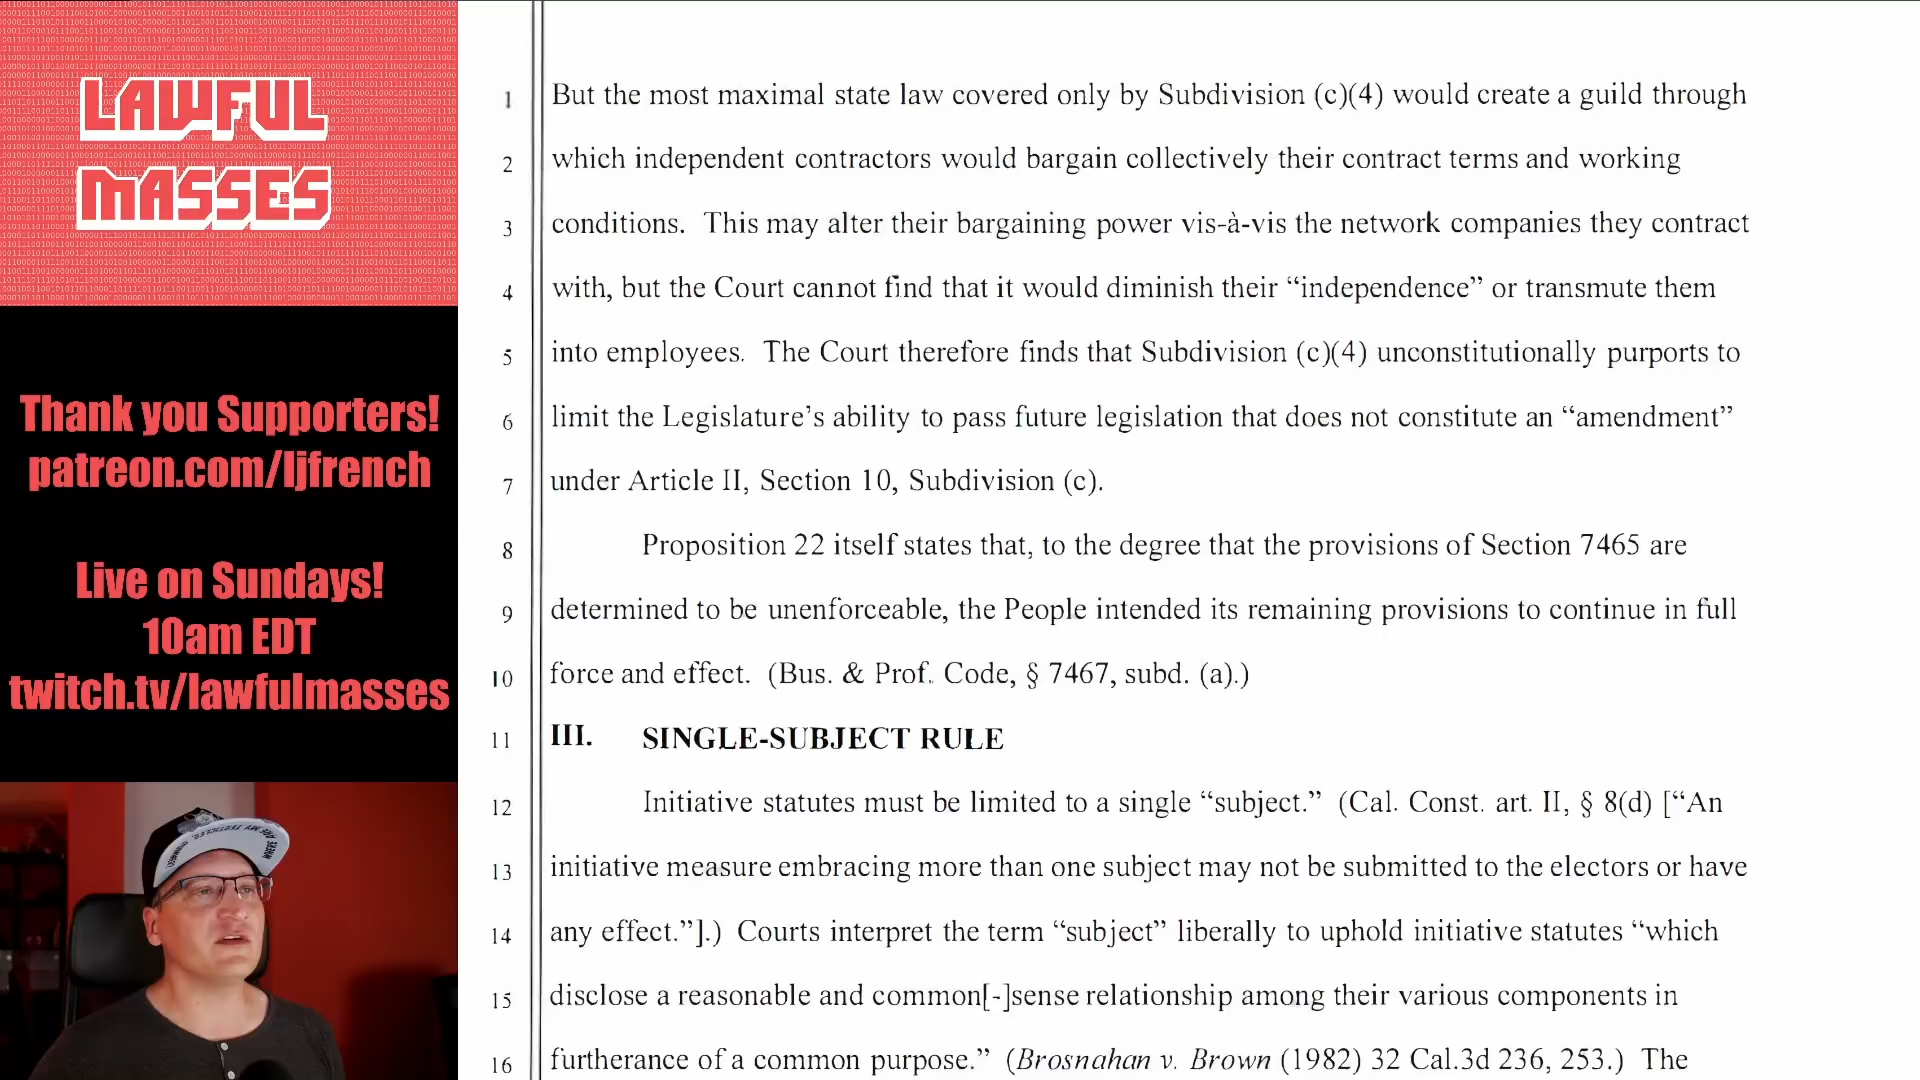 LAWFUL
MASSES
Thank you Supporters!
patreon.com/ljfrench
Live on Sundays!
10am EDT
twitch.tv/lawfulmasses
1 But the most maximal state law covered only by Subdivision (c)(4) would create a guild through
2 which independent contractors would bargain collectively their contract terms and working
3 conditions. This may alter their bargaining power vis-à-vis the network companies they contract
4 with, but the Court cannot find that it would diminish their “independence” or transmute them
5 into employees. The Court therefore finds that Subdivision (c)(4) unconstitutionally purports to
6 limit the Legislature’s ability to pass future legislation that does not constitute an “amendment”
7 under Article II, Section 10, Subdivision (c).
8 Proposition 22 itself states that, to the degree that the provisions of Section 7465 are
9 determined to be unenforceable, the People intended its remaining provisions to continue in full
10 force and effect. (Bus. & Prof. Code, § 7467, subd. (a).)
11 III. SINGLE-SUBJECT RULE
12 Initiative statutes must be limited to a single “subject.” (Cal. Const. art. II, § 8(d) [“An
13 initiative measure embracing more than one subject may not be submitted to the electors or have
14 any effect.”].) Courts interpret the term “subject” liberally to uphold initiative statutes “which
15 disclose a reasonable and common[-]sense relationship among their various components in
16 furtherance of a common purpose.” (Brosnahan v. Brown (1982) 32 Cal.3d 236, 253.) The